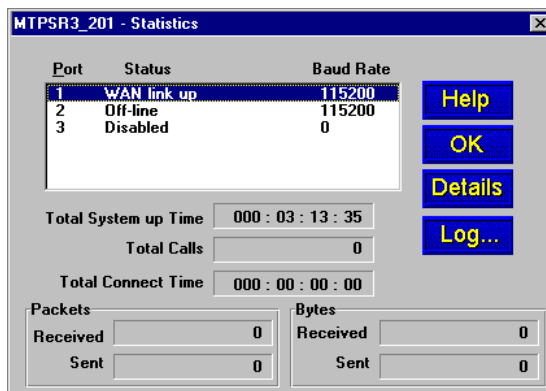 MTPSR3_201 - Statistics
Port Status Baud Rate
1 WAN link up 115200
2 Off-line 115200
3 Disabled 0
Help
OK
Details
Log...
Total System up Time 000 : 03 : 13 : 35
Total Calls 0
Total Connect Time 000 : 00 : 00 : 00
Packets
Received 0
Sent 0
Bytes
Received 0
Sent 0